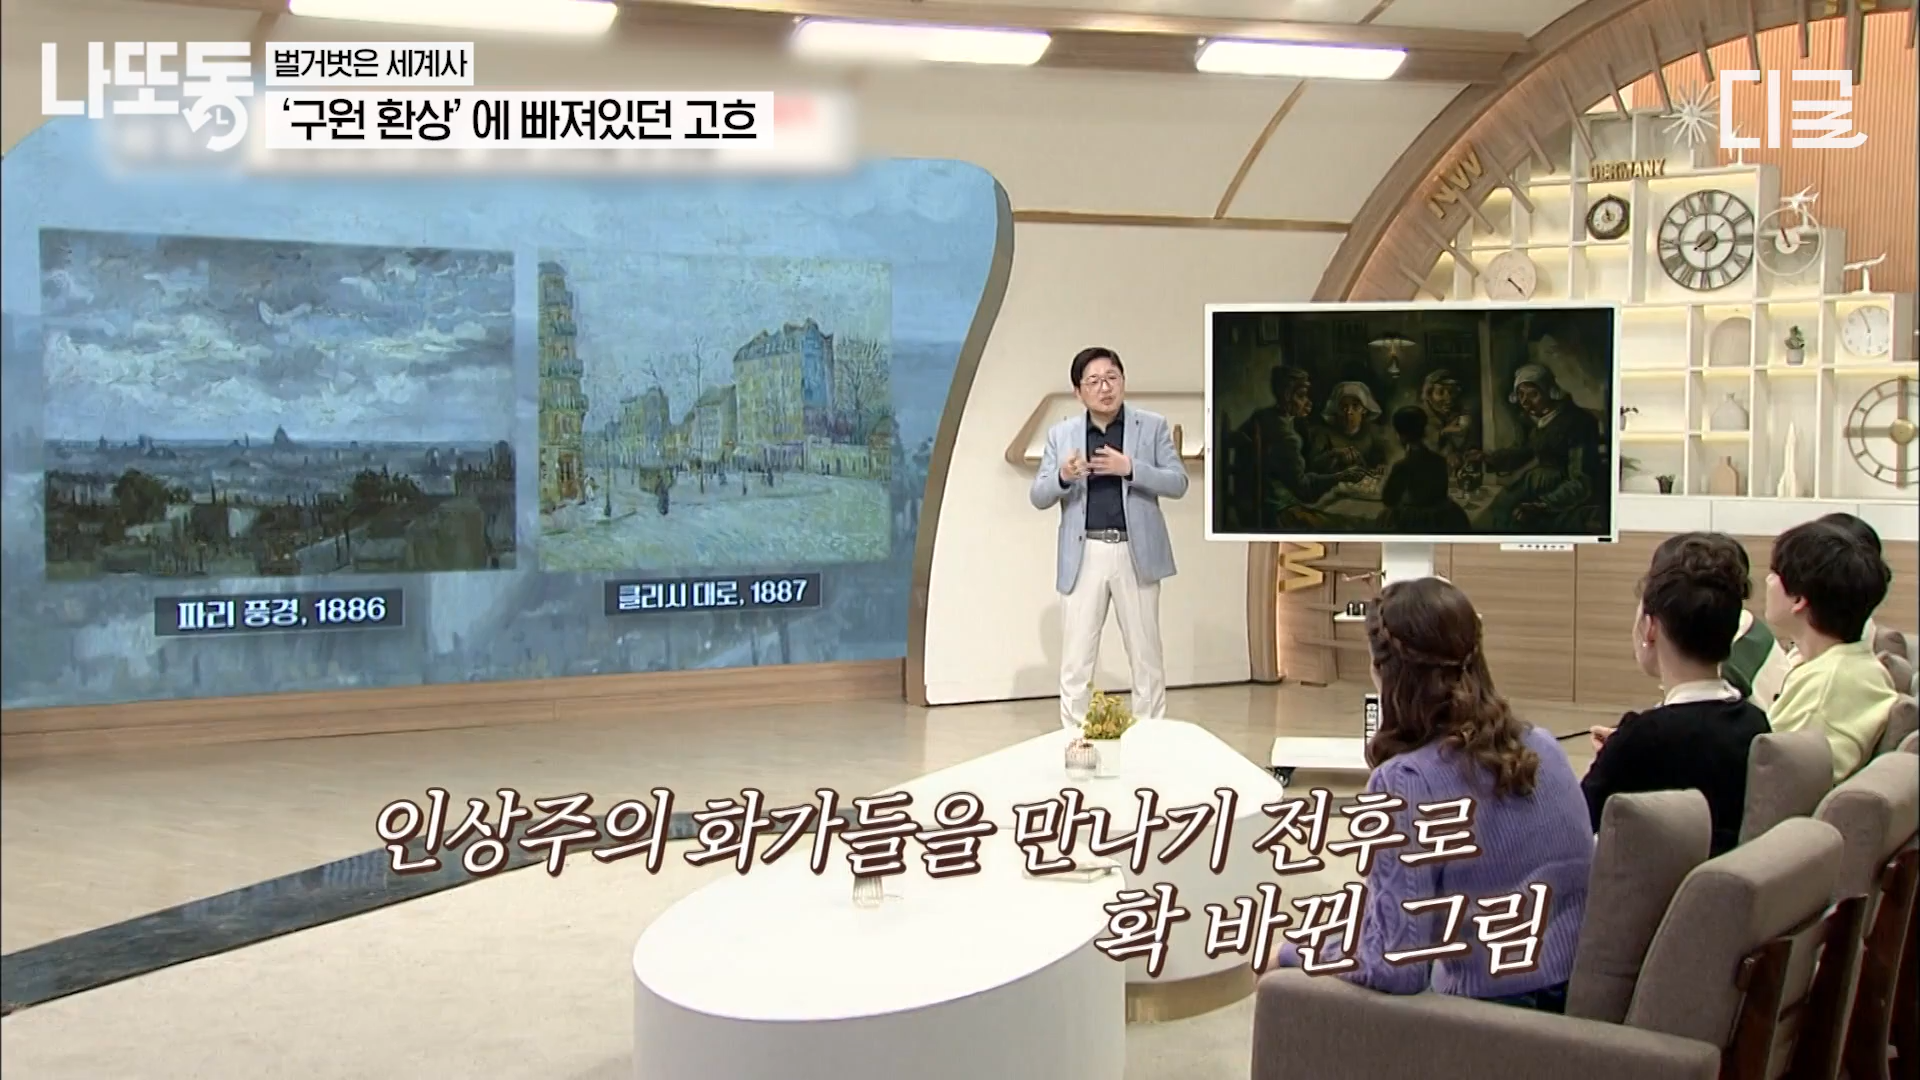 나또동
벌거벗은 세계사
‘구원 환상’ 에 빠져있던 고흐
디글
GERMANY
NW
파리 풍경, 1886
클리시 대로, 1887
W
인상주의 화가들을 만나기 전후로
확 바뀐 그림